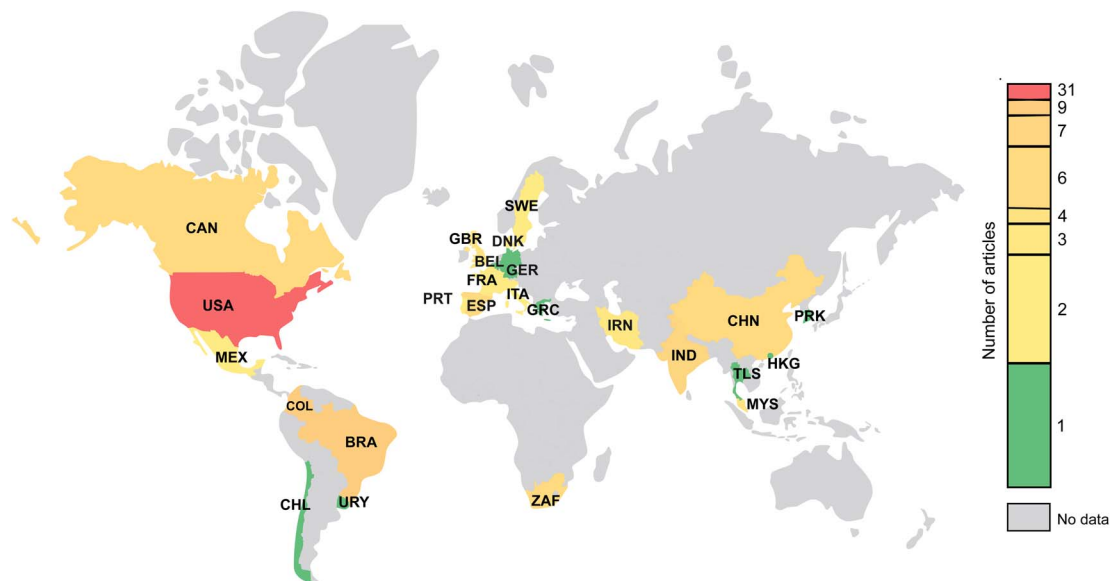 SWE
GBR
DNK
CAN
BEL
GER
FRA
ITA
PRT
ESP
GRC
USA
IRN
CHN
PRK
MEX
IND
HKG
TLS
MYS
COL
BRA
CHL
URY
ZAF
Number of articles
31
9
7
6
4
3
2
1
No data